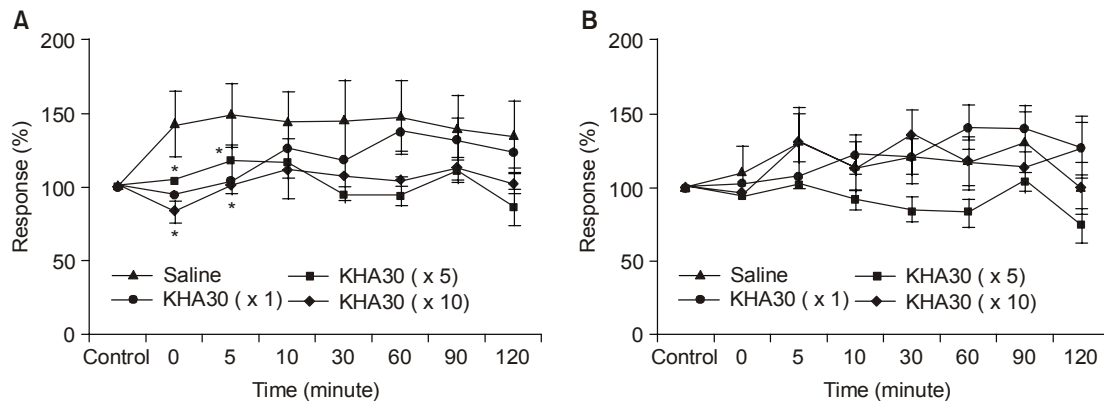 A
200
150
100
50
0
Response (%)
*
*
*
*
Saline
KHA30 ( x 5)
KHA30 ( x 1)
KHA30 ( x 10)
Control 0 5 10 30 60 90 120
Time (minute)
B
200
150
100
50
0
Response (%)
Saline
KHA30 ( x 5)
KHA30 ( x 1)
KHA30 ( x 10)
Control 0 5 10 30 60 90 120
Time (minute)